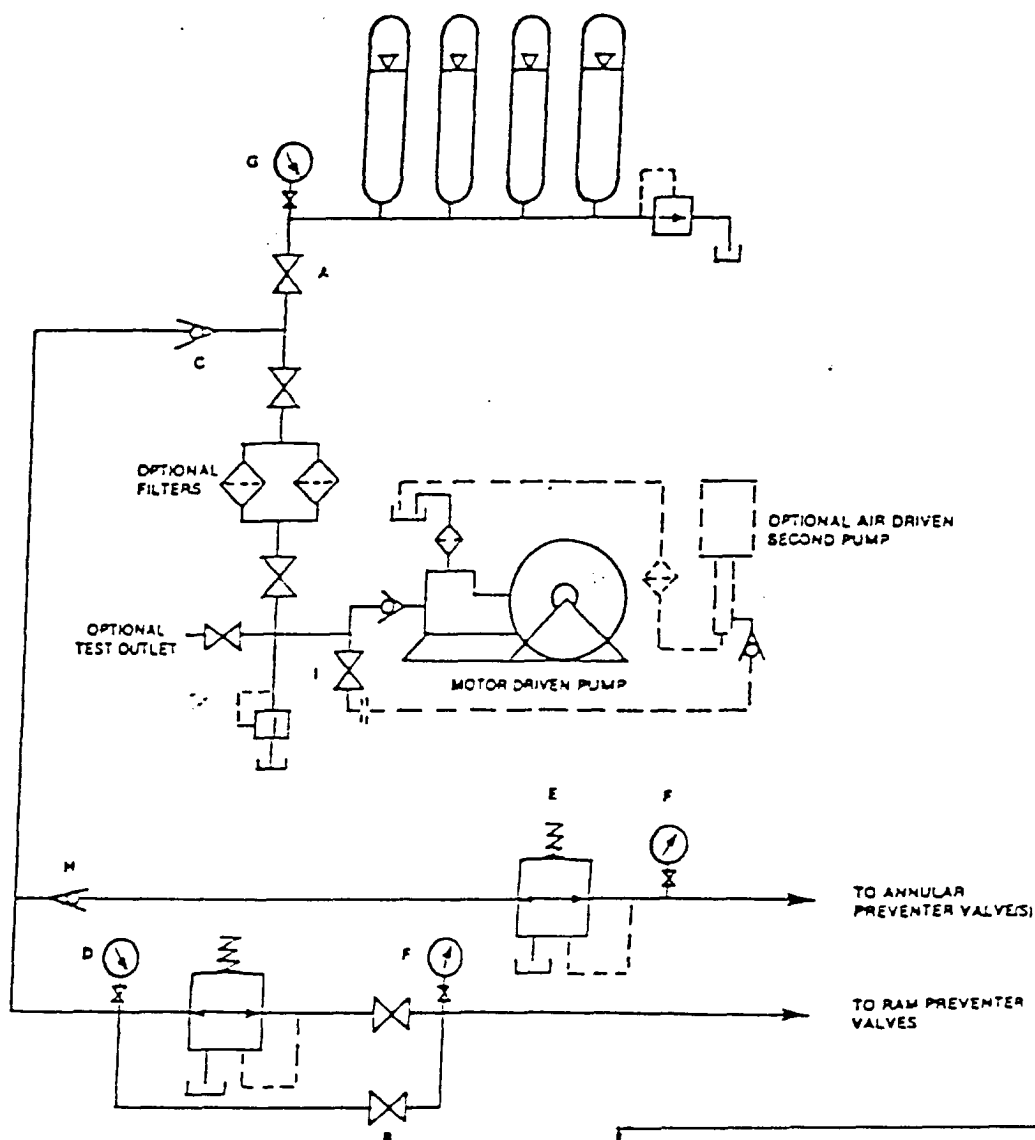 G
A
C
OPTIONAL
FILTERS
OPTIONAL AIR DRIVEN
SECOND PUMP
OPTIONAL
TEST OUTLET
I
MOTOR DRIVEN PUMP
E
F
H
TO ANNULAR
PREVENTER VALVE(S)
D
F
TO RAM PREVENTER
VALVES
B